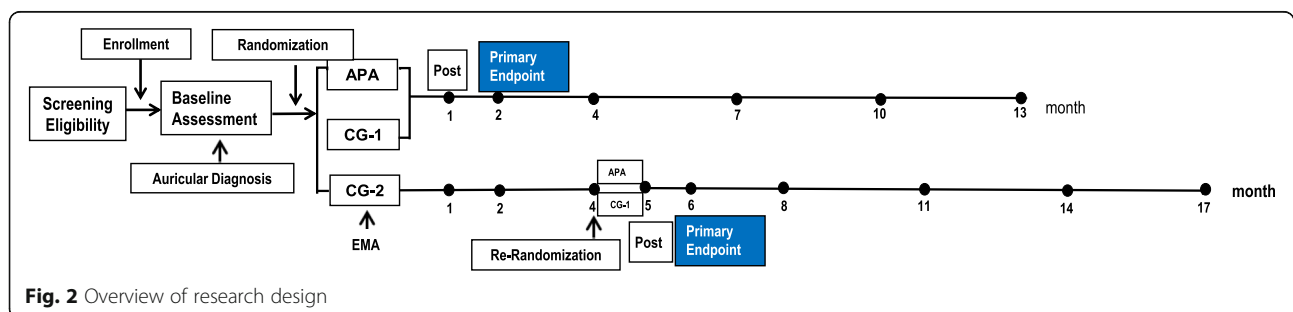 Enrollment
Randomization
Screening
Eligibility
Baseline
Assessment
Auricular Diagnosis
APA
CG-1
CG-2
EMA
Post
Primary
Endpoint
1 2 4 7 10 13 month
APA
CG-1
1 2 4 5 6 8 11 14 17 month
Re-Randomization
Post
Primary
Endpoint
Fig. 2 Overview of research design